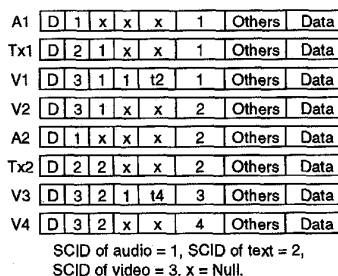 A1 D 1 x x x 1 Others Data
Tx1 D 2 1 x x 1 Others Data
V1 D 3 1 1 t2 1 Others Data
V2 D 3 1 x x 2 Others Data
A2 D 1 x x x 2 Others Data
Tx2 D 2 2 x x 2 Others Data
V3 D 3 2 1 t4 3 Others Data
V4 D 3 2 x x 4 Others Data
SCID of audio = 1, SCID of text = 2,
SCID of video = 3. x = Null.